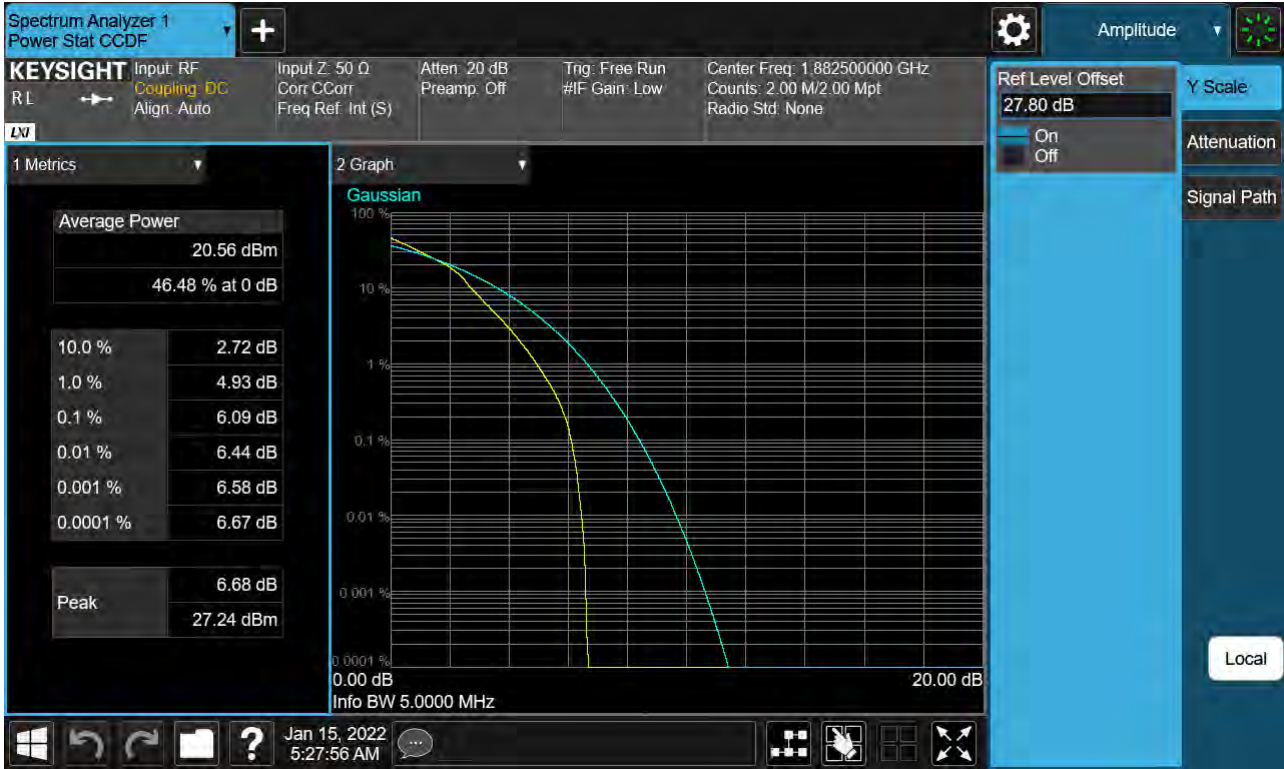 Spectrum Analyzer 1
Power Stat CCDF
+
Amplitude
KEYSIGHT
Input: RF
Input Z: 50 Ω
Atten: 20 dB
Trig: Free Run
Center Freq: 1.882500000 GHz
R L
Coupling: DC
Corr CCorr
Preamp: Off
#IF Gain: Low
Counts: 2.00 M/2.00 Mpt
Align: Auto
Freq Ref: Int (S)
Radio Std: None
LXI
Ref Level Offset
27.80 dB
On
Off
Y Scale
Attenuation
Signal Path
1 Metrics
Average Power
20.56 dBm
46.48 % at 0 dB
10.0 % 2.72 dB
1.0 % 4.93 dB
0.1 % 6.09 dB
0.01 % 6.44 dB
0.001 % 6.58 dB
0.0001 % 6.67 dB
Peak
6.68 dB
27.24 dBm
2 Graph
Gaussian
100 %
10 %
1 %
0.1 %
0.01 %
0.001 %
0.0001 %
0.00 dB 20.00 dB
Info BW 5.0000 MHz
Local
?
Jan 15, 2022
5:27:56 AM